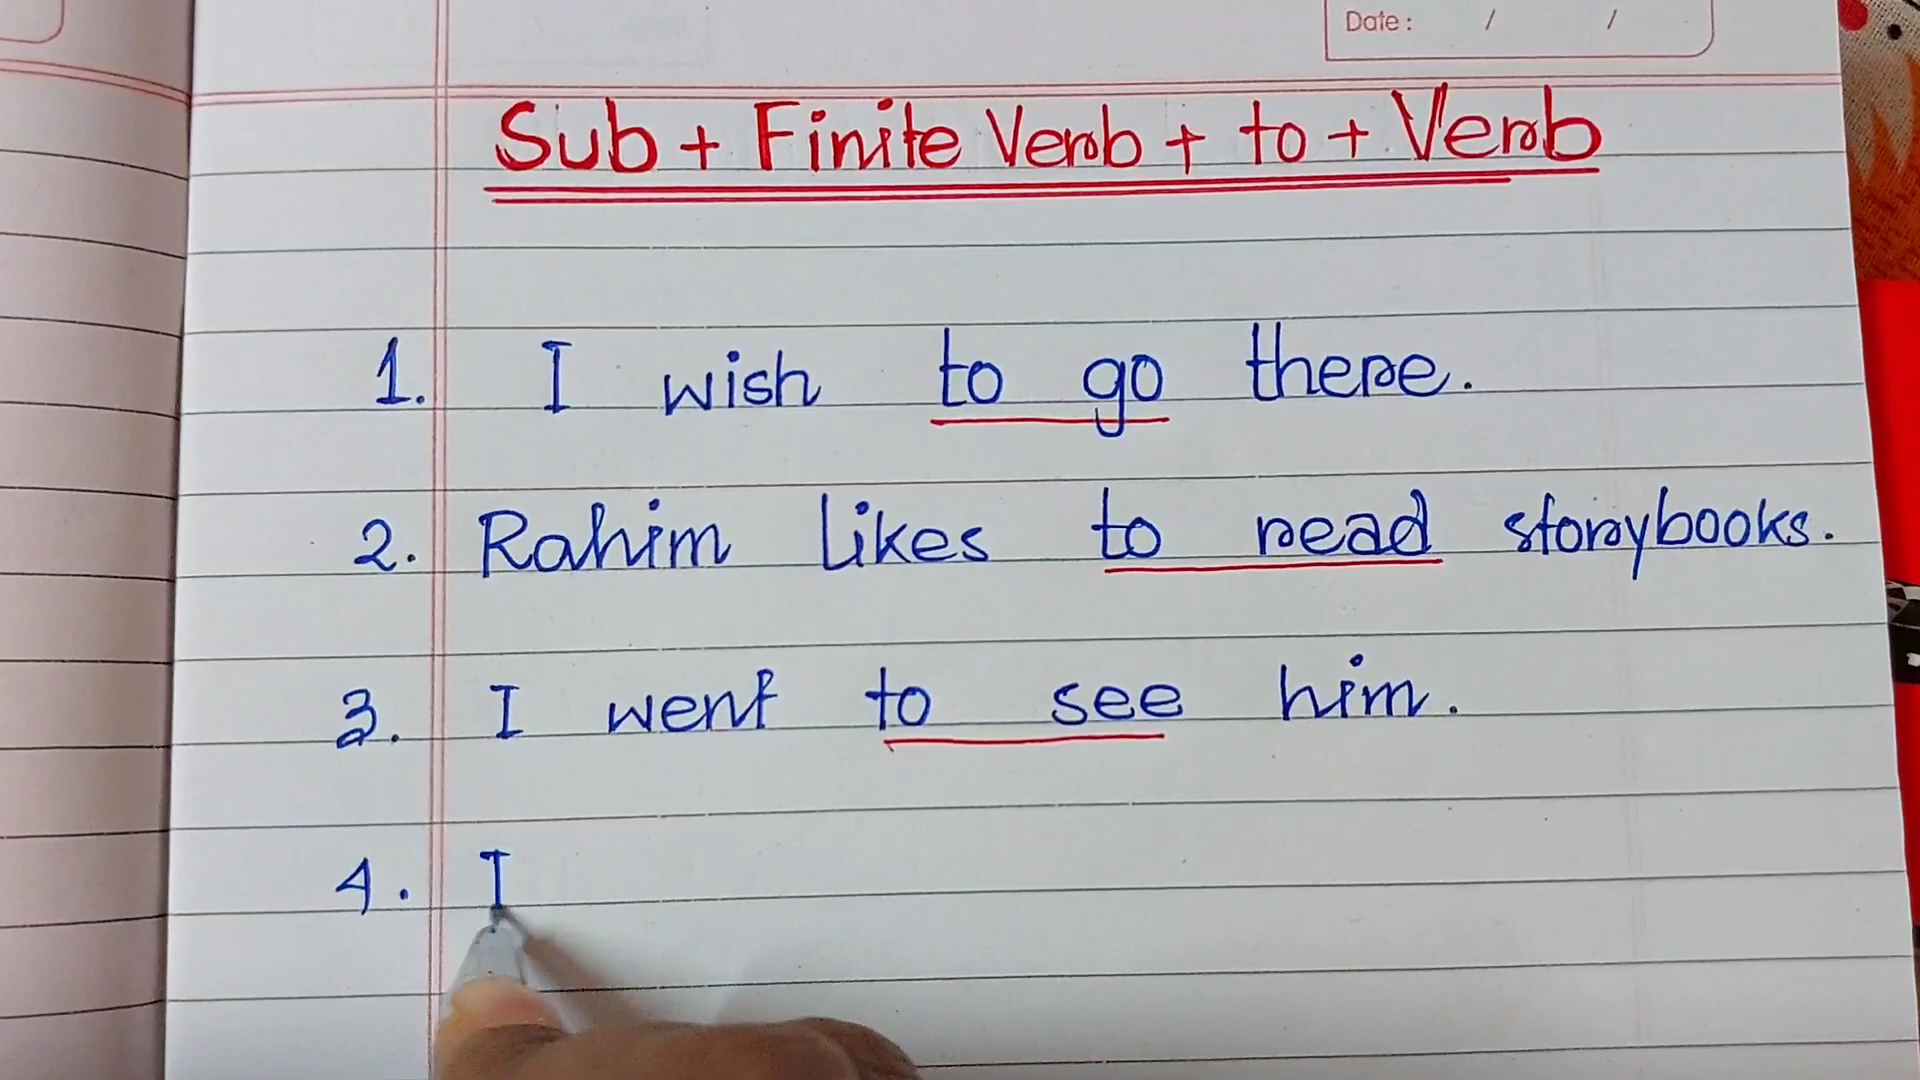 Date : / /
Sub + Finite Verb + to + Verb
1. I wish to go there.
2. Rahim likes to read storybooks.
3. I went to see him.
4. I